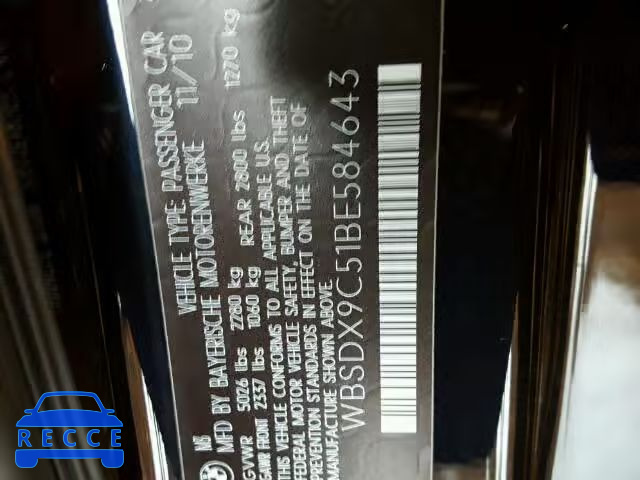 VEHICLE TYPE: PASSENGER CAR
INS MFD BY BAYERISCHE 11/10
MOTORENWERKE
GVWR 5026 lbs 2280 kg
GAWR FRONT 2337 lbs 1060 kg REAR 2800 lbs 1270 kg
THIS VEHICLE CONFORMS TO ALL APPLICABLE U.S.
FEDERAL MOTOR VEHICLE SAFETY, BUMPER AND THEFT
PREVENTION STANDARDS IN EFFECT ON THE DATE OF
MANUFACTURE SHOWN ABOVE.
WBSDX9C51BE584643
RECCE